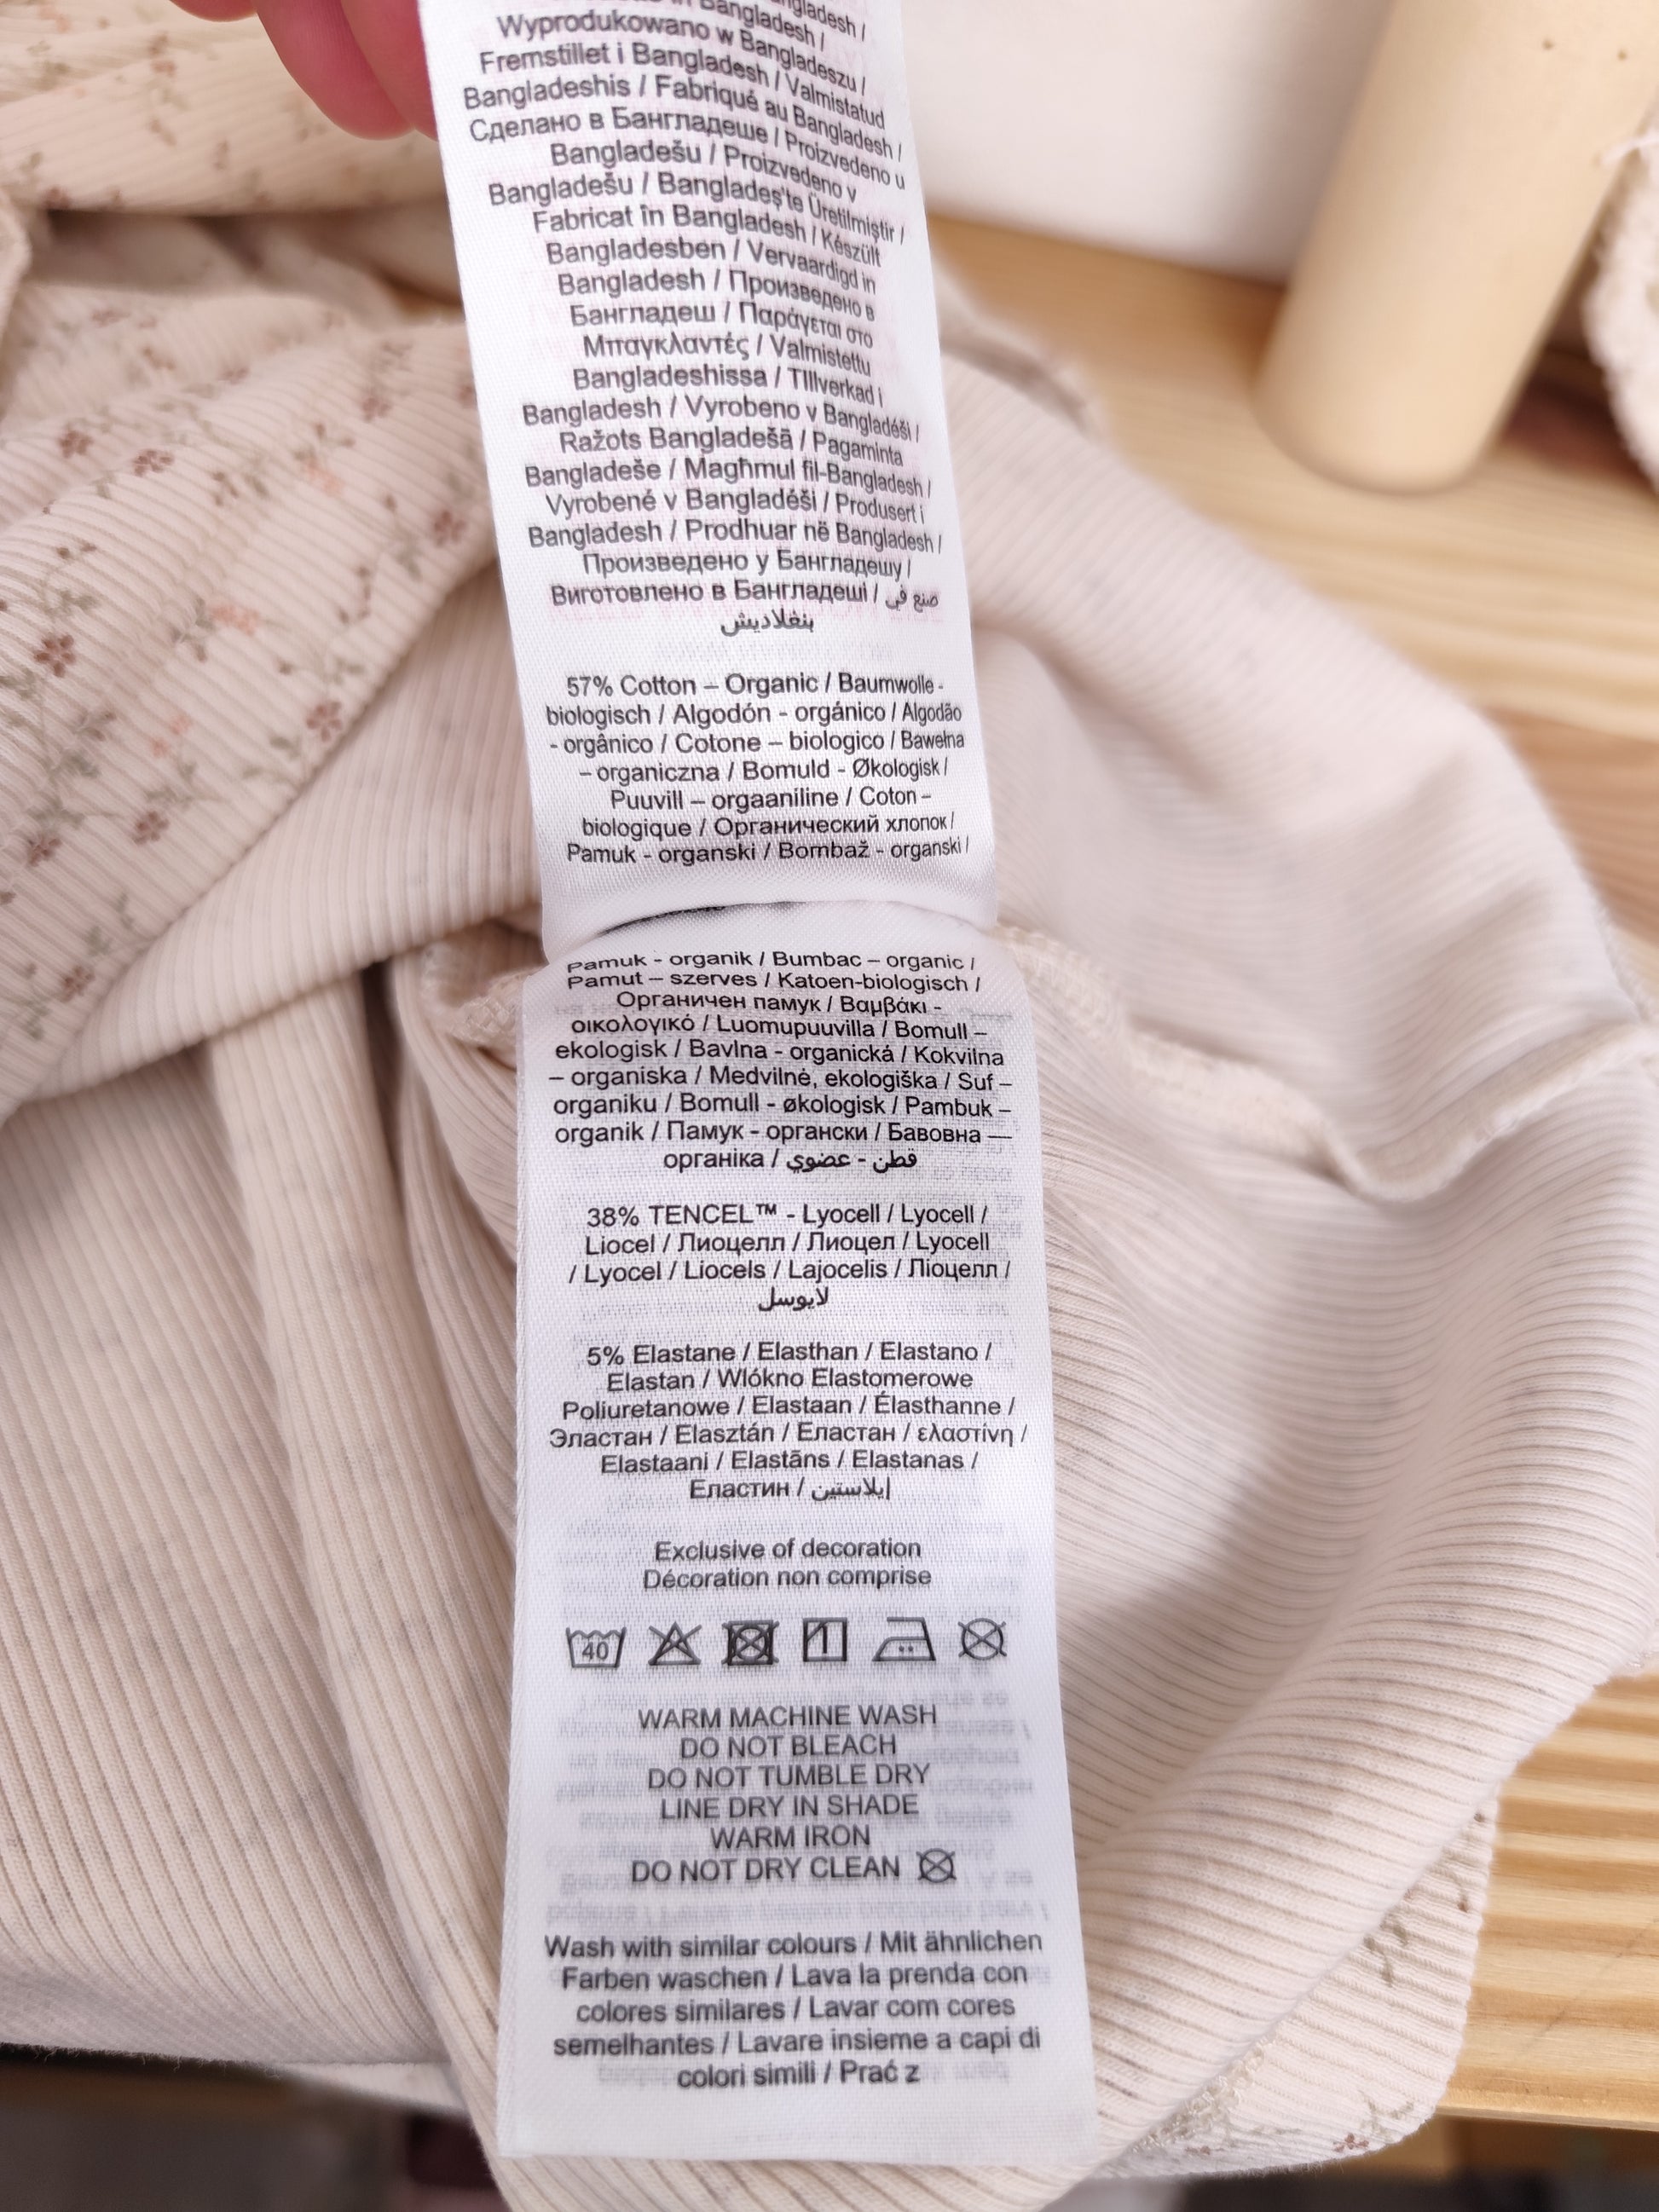 in Bangladesh / Bangladesh /
Wyprodukowano w Bangladeszu /
Fremstillet i Bangladesh / Valmistatud
Bangladeshis / Fabriqué au Bangladesh /
Сделано в Бангладеше / Proizvedeno u
Bangladešu / Proizvedeno v
Bangladešu / Bangladeş'te Üretilmiştir /
Fabricat în Bangladesh / Készült
Bangladesben / Vervaardigd in
Bangladesh / Произведено в
Бангладеш / Παράγεται στο
Μπαγκλαντές / Valmistettu
Bangladeshissa / TIllverkad i
Bangladesh / Vyrobeno v Bangladéši /
Ražots Bangladešā / Pagaminta
Bangladeše / Magħmul fil-Bangladesh /
Vyrobené v Bangladéši / Produsert i
Bangladesh / Prodhuar në Bangladesh /
Произведено у Бангладешу /
Виготовлено в Бангладеші / صنع في
بنغلاديش
57% Cotton – Organic / Baumwolle -
biologisch / Algodón - orgánico / Algodão
- orgânico / Cotone – biologico / Bawełna
– organiczna / Bomuld - Økologisk /
Puuvill – orgaaniline / Coton –
biologique / Органический хлопок /
Pamuk - organski / Bombaž - organski /
Pamuk - organik / Bumbac – organic /
Pamut – szerves / Katoen-biologisch /
Органичен памук / Βαμβάκι -
οικολογικό / Luomupuuvilla / Bomull –
ekologisk / Bavlna - organická / Kokvilna
– organiska / Medvilnė, ekologiška / Suf –
organiku / Bomull - økologisk / Pambuk –
organik / Памук - органски / Бавовна —
органіка / قطن - عضوي
38% TENCEL™ - Lyocell / Lyocell /
Liocel / Лиоцелл / Лиоцел / Lyocell
/ Lyocel / Liocels / Lajocelis / Ліоцелл /
لايوسل
5% Elastane / Elasthan / Elastano /
Elastan / Wlókno Elastomerowe
Poliuretanowe / Elastaan / Élasthanne /
Эластан / Elasztán / Еластан / ελαστίνη /
Elastaani / Elastāns / Elastanas /
Еластин / إيلاستين
Exclusive of decoration
Décoration non comprise
40
WARM MACHINE WASH
DO NOT BLEACH
DO NOT TUMBLE DRY
LINE DRY IN SHADE
WARM IRON
DO NOT DRY CLEAN
Wash with similar colours / Mit ähnlichen
Farben waschen / Lava la prenda con
colores similares / Lavar com cores
semelhantes / Lavare insieme a capi di
colori simili / Prać z